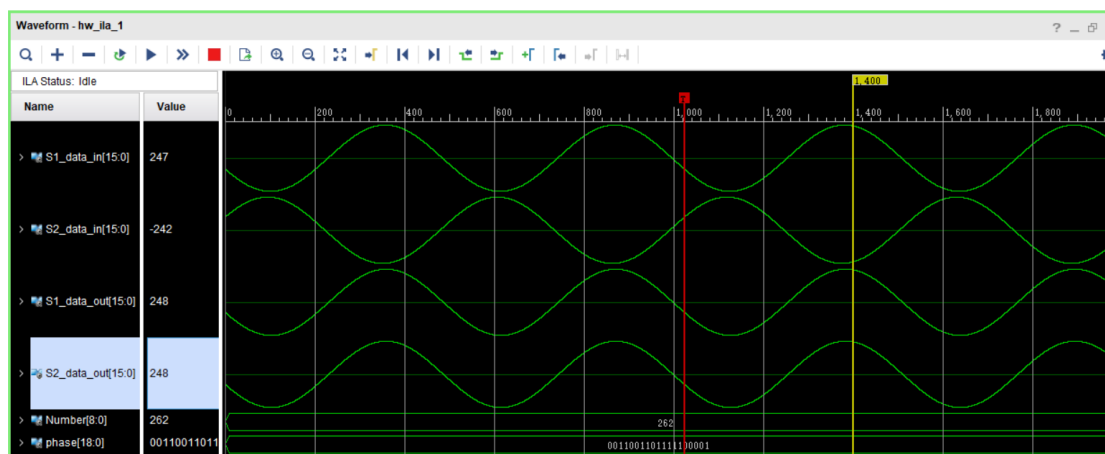 Waveform - hw_ila_1
ILA Status: Idle
Name Value
0 200 400 600 800 1,000 1,200 1,400 1,600 1,800
1,400
S1_data_in[15:0] 247
S2_data_in[15:0] -242
S1_data_out[15:0] 248
S2_data_out[15:0] 248
Number[8:0] 262 262
phase[18:0] 00110011011 0011001101111100001